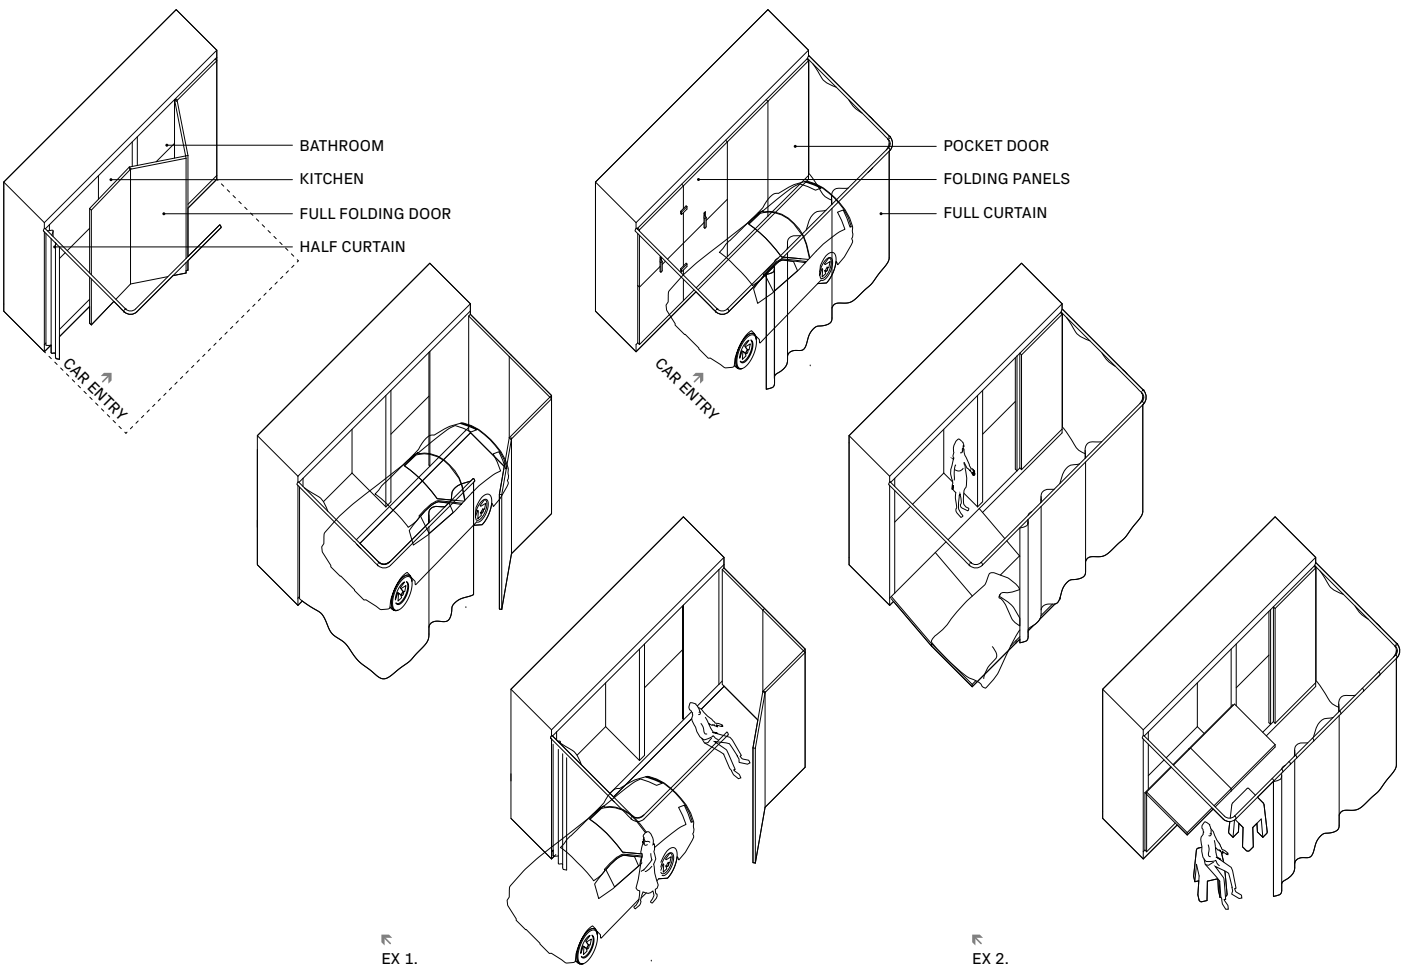 BATHROOM
KITCHEN
FULL FOLDING DOOR
HALF CURTAIN
CAR ENTRY
POCKET DOOR
FOLDING PANELS
FULL CURTAIN
CAR ENTRY
EX 1.
EX 2.